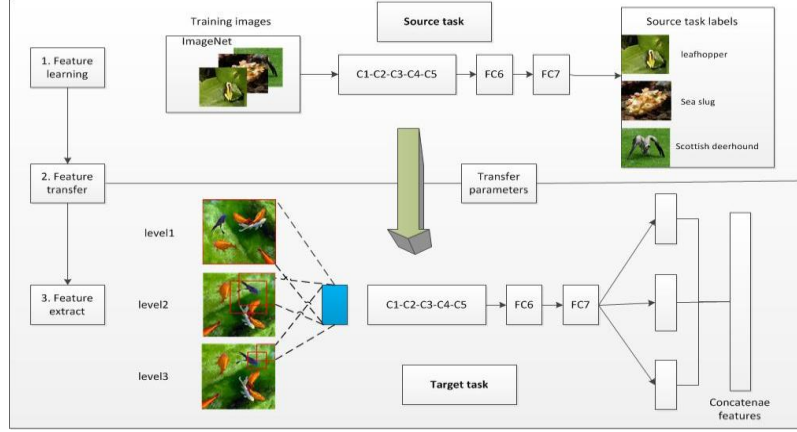 Training images
Source task
Source task labels
ImageNet
1. Feature
learning
C1-C2-C3-C4-C5
FC6
FC7
leafhopper
Sea slug
Scottish deerhound
2. Feature
transfer
Transfer
parameters
level1
level2
level3
3. Feature
extract
C1-C2-C3-C4-C5
FC6
FC7
Target task
Concatenae
features